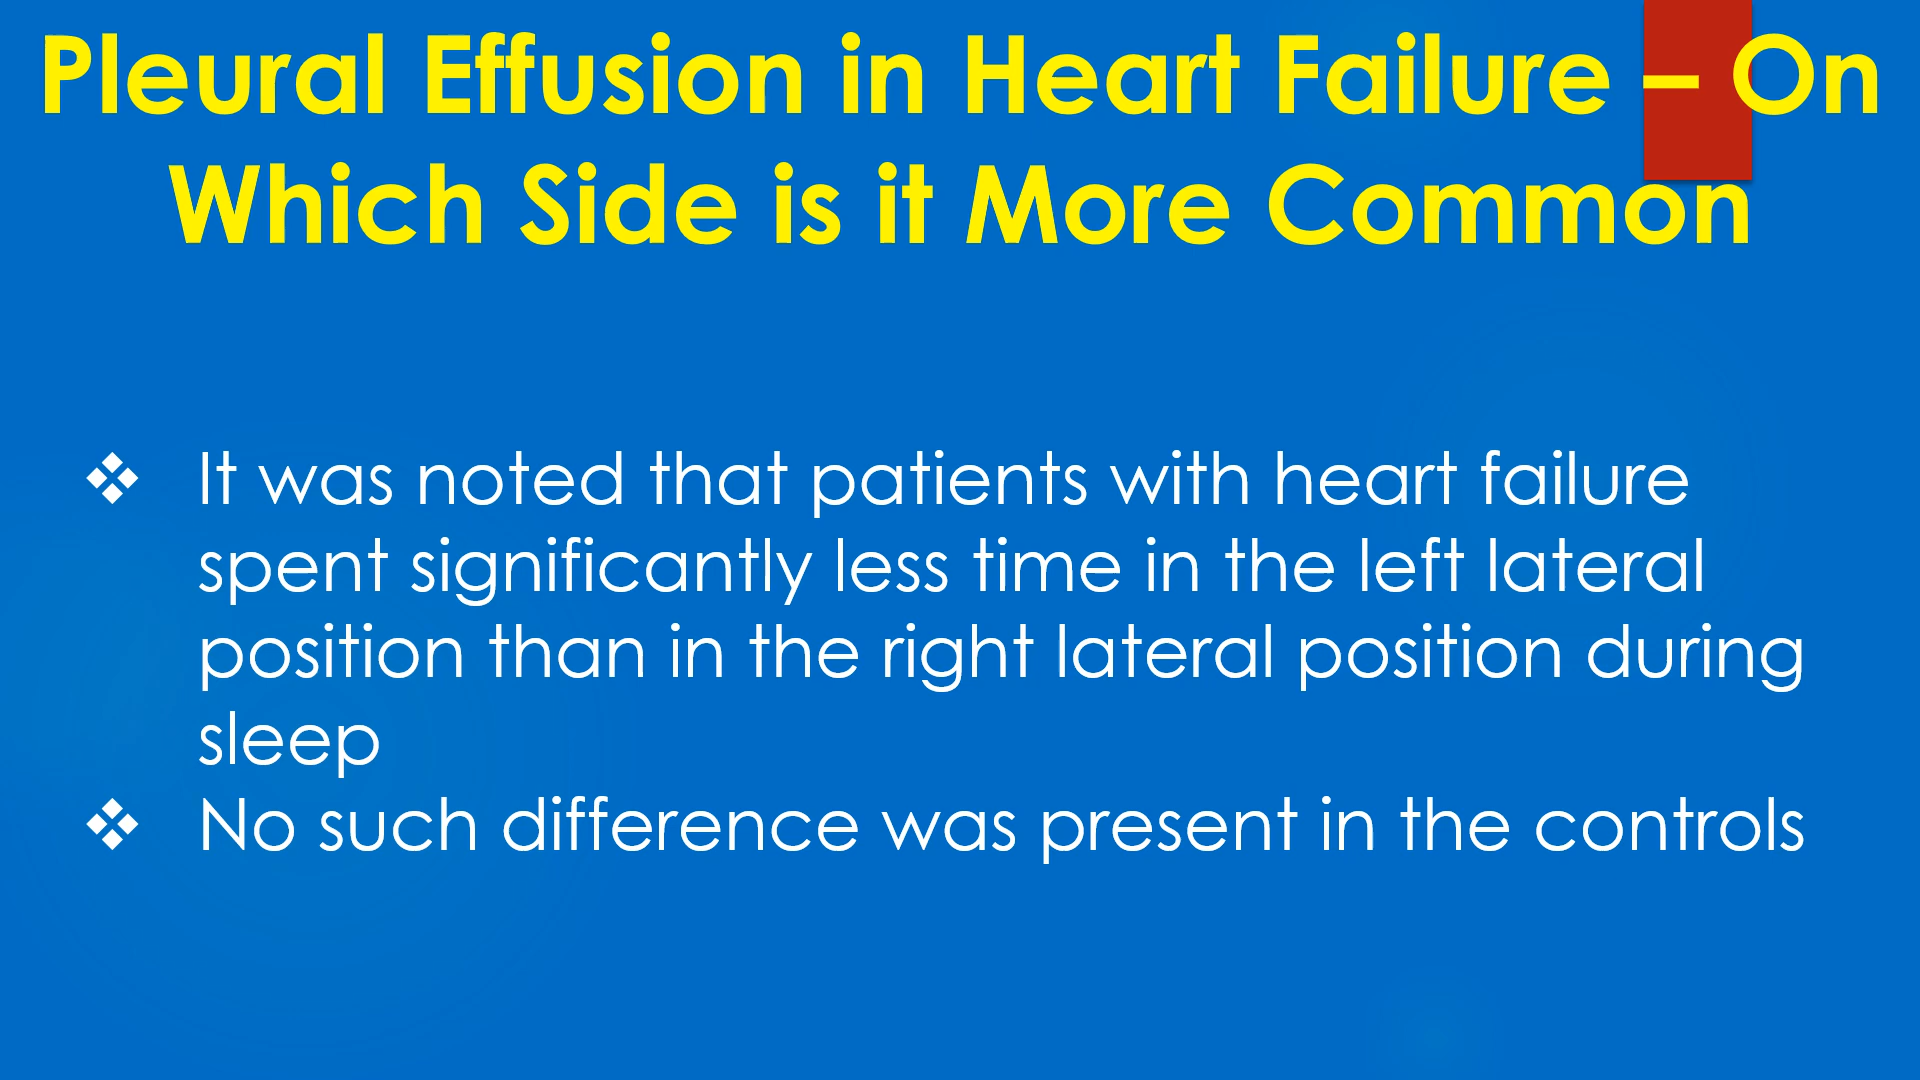 Pleural Effusion in Heart Failure – On
Which Side is it More Common
❖ It was noted that patients with heart failure
spent significantly less time in the left lateral
position than in the right lateral position during
sleep
❖ No such difference was present in the controls